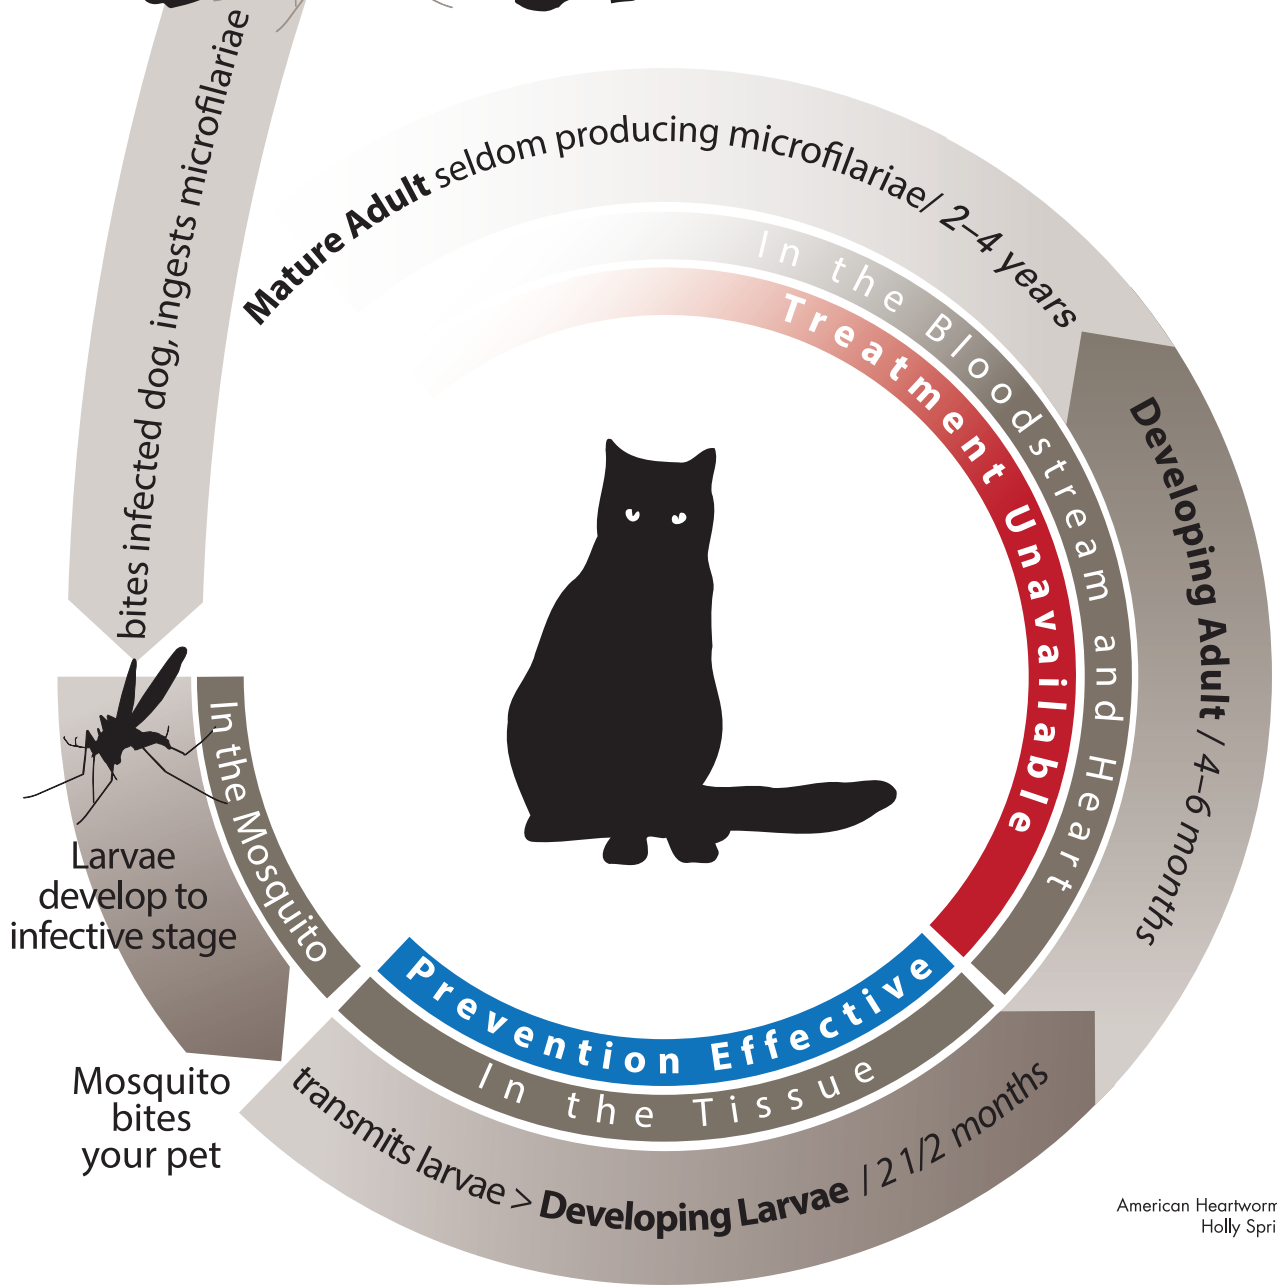 bites infected dog, ingests microfilariae
Mature Adult seldom producing microfilariae/ 2–4 years
In the Bloodstream and Heart
Treatment Unavailable
Developing Adult / 4–6 months
In the Mosquito
Larvae
develop to
infective stage
Prevention Effective
In the Tissue
Mosquito
bites
your pet
transmits larvae > Developing Larvae / 2 1/2 months
American Heartworm
Holly Spri